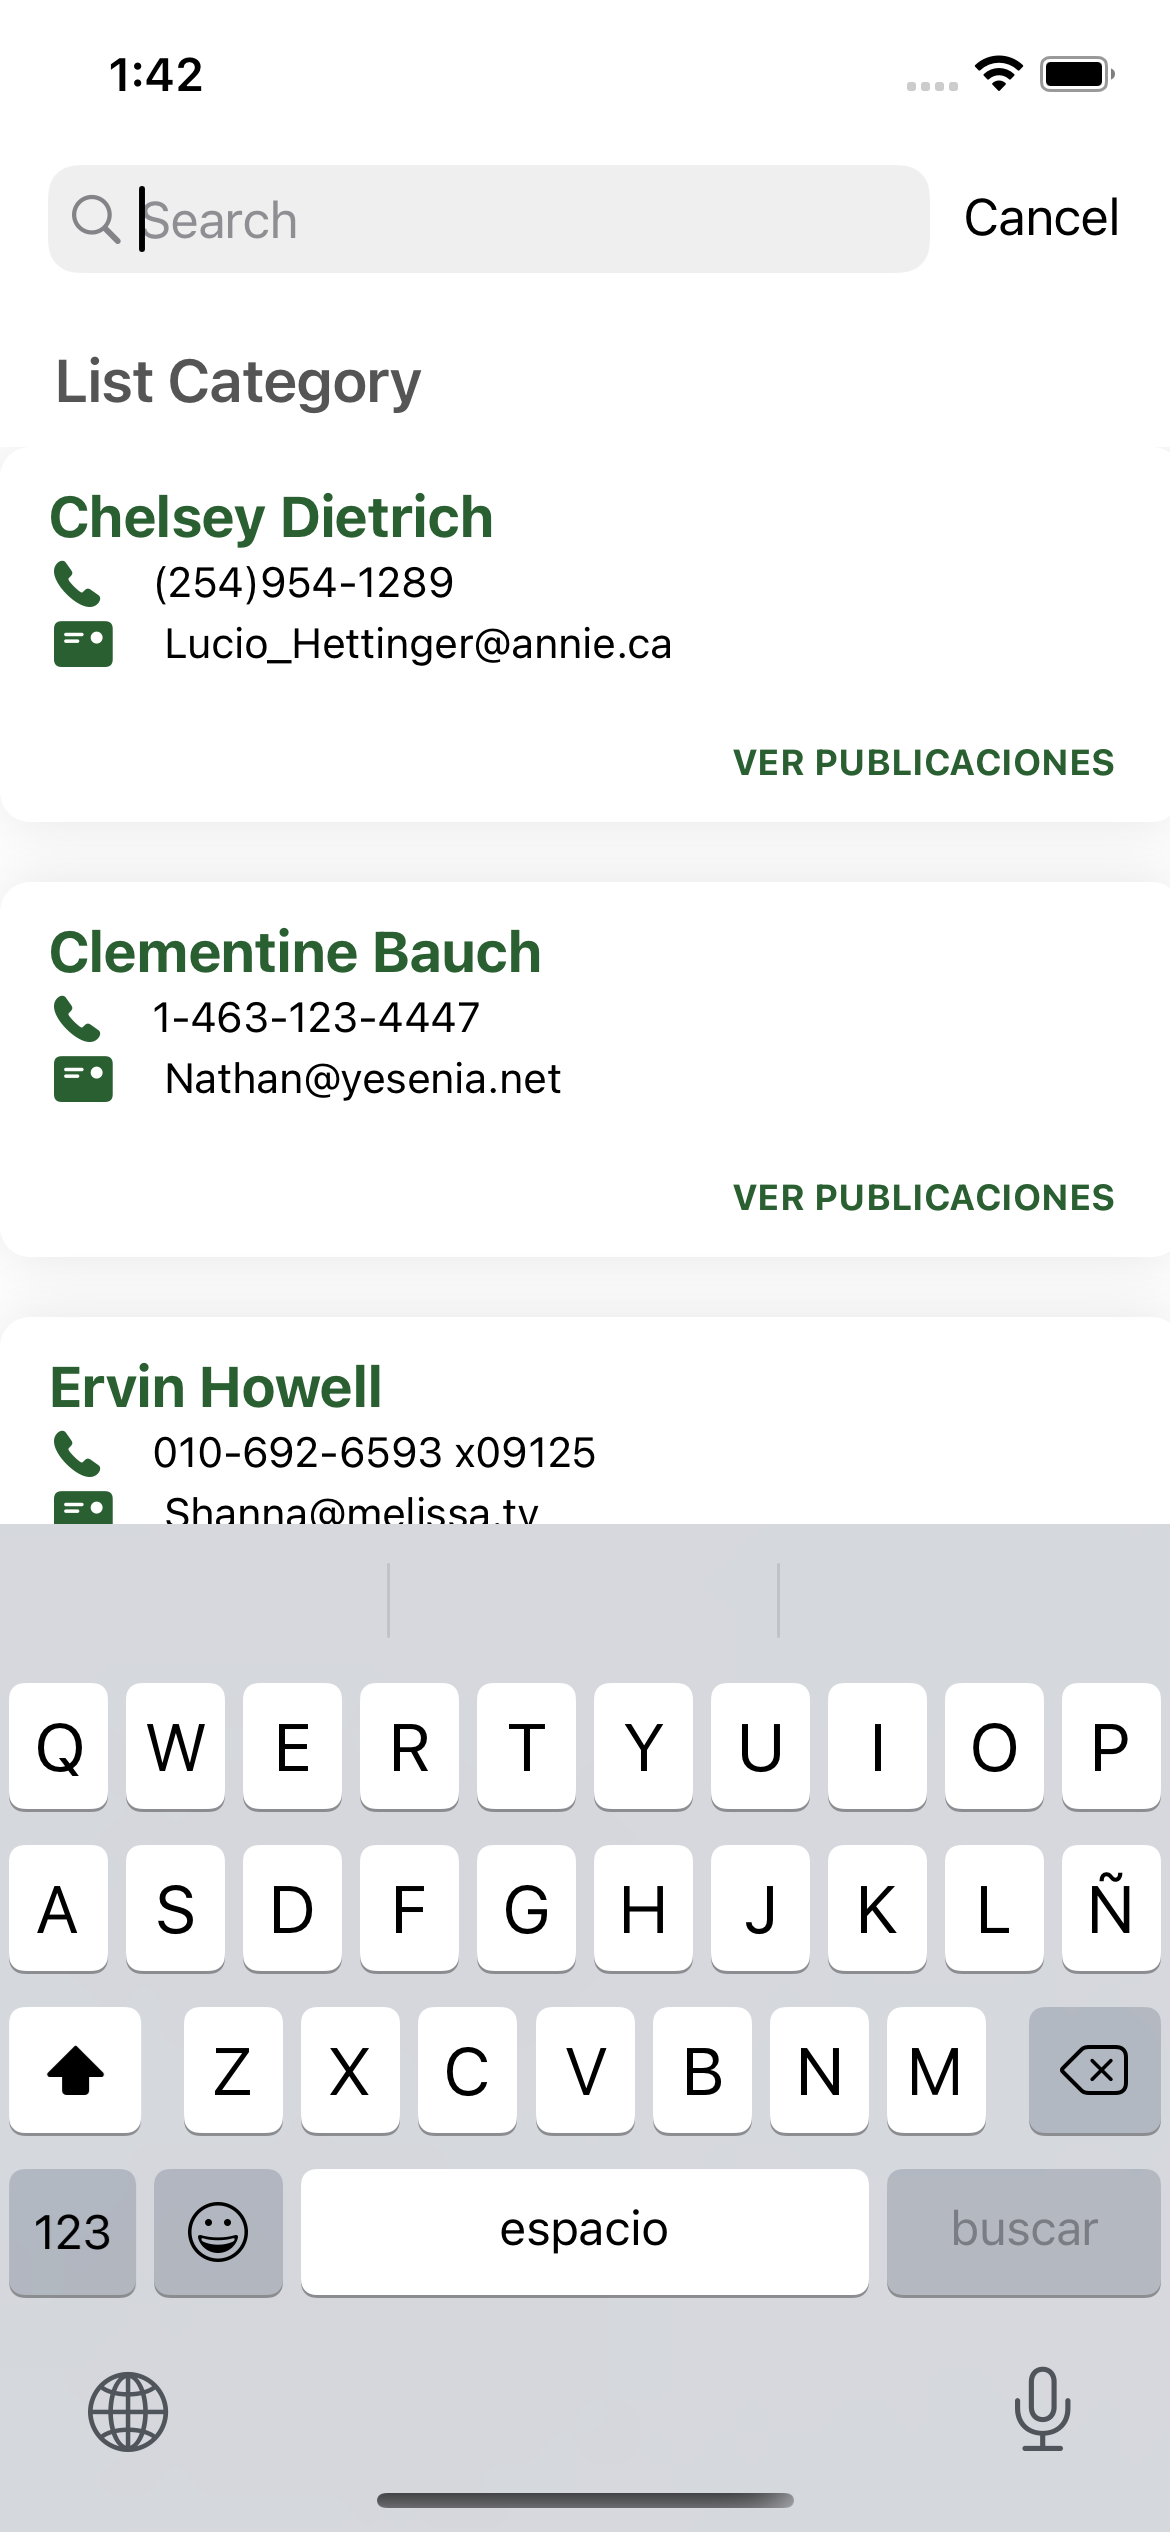 1:42
Search
Cancel
List Category
Chelsey Dietrich
(254)954-1289
Lucio_Hettinger@annie.ca
VER PUBLICACIONES
Clementine Bauch
1-463-123-4447
Nathan@yesenia.net
VER PUBLICACIONES
Ervin Howell
010-692-6593 x09125
Shanna@melissa.tv
Q W E R T Y U I O P
A S D F G H J K L Ñ
Z X C V B N M
123 espacio buscar